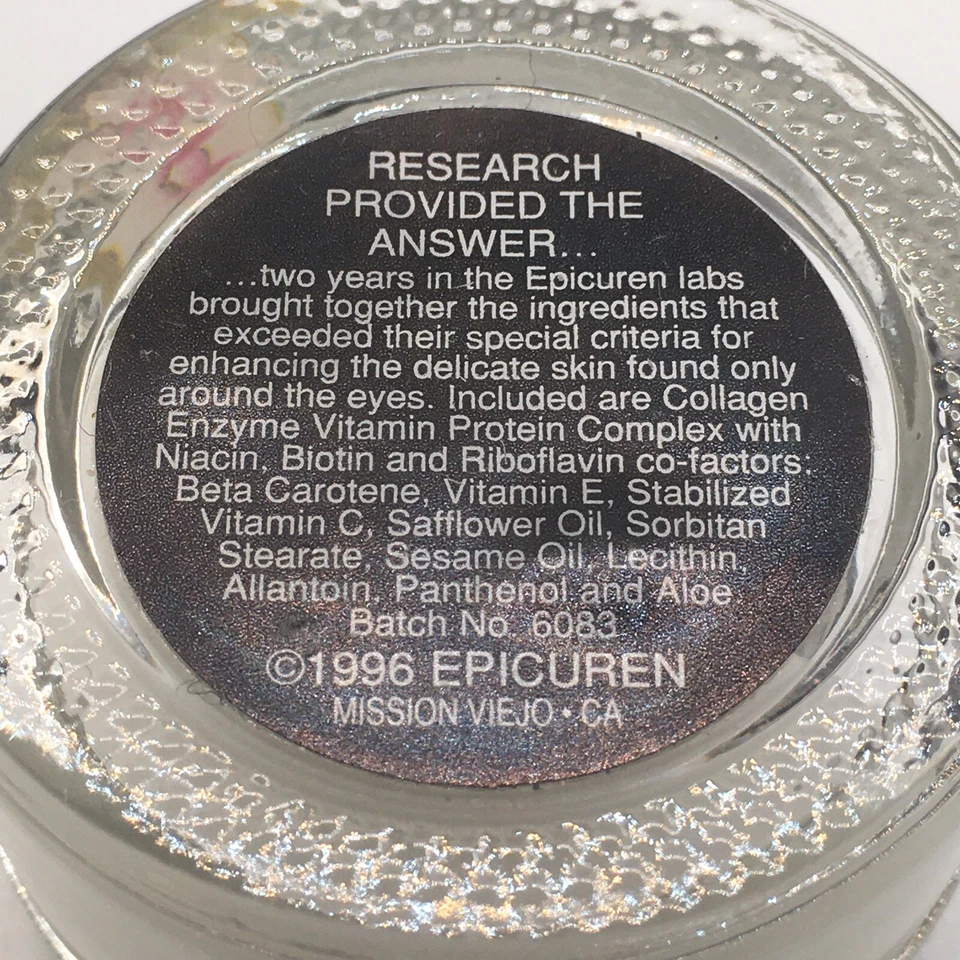 RESEARCH
PROVIDED THE
ANSWER...
...two years in the Epicuren labs
brought together the ingredients that
exceeded their special criteria for
enhancing the delicate skin found only
around the eyes. Included are Collagen
Enzyme Vitamin Protein Complex with
Niacin, Biotin and Riboflavin co-factors:
Beta Carotene, Vitamin E, Stabilized
Vitamin C, Safflower Oil, Sorbitan
Stearate, Sesame Oil, Lecithin,
Allantoin, Panthenol and Aloe
Batch No. 6083
©1996 EPICUREN
MISSION VIEJO • CA